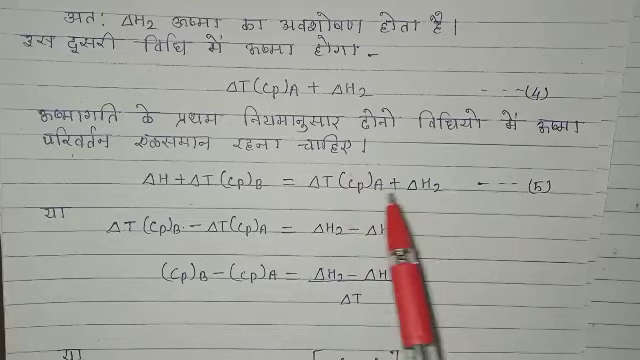 अतः ΔH2 ऊष्मा का अवशोषण होता है।
इस दूसरी विधि में ऊष्मा होगा -
ΔT(Cp)A + ΔH2 ---(4)
ऊष्मागति के प्रथम नियमानुसार दोनो विधियो में ऊष्मा
परिवर्तन एकसमान रहना चाहिए।
ΔH + ΔT(Cp)B = ΔT(Cp)A + ΔH2 --- (5)
या
ΔT(Cp)B - ΔT(Cp)A = ΔH2 - ΔH
(Cp)B - (Cp)A = ΔH2 - ΔH
ΔT
या